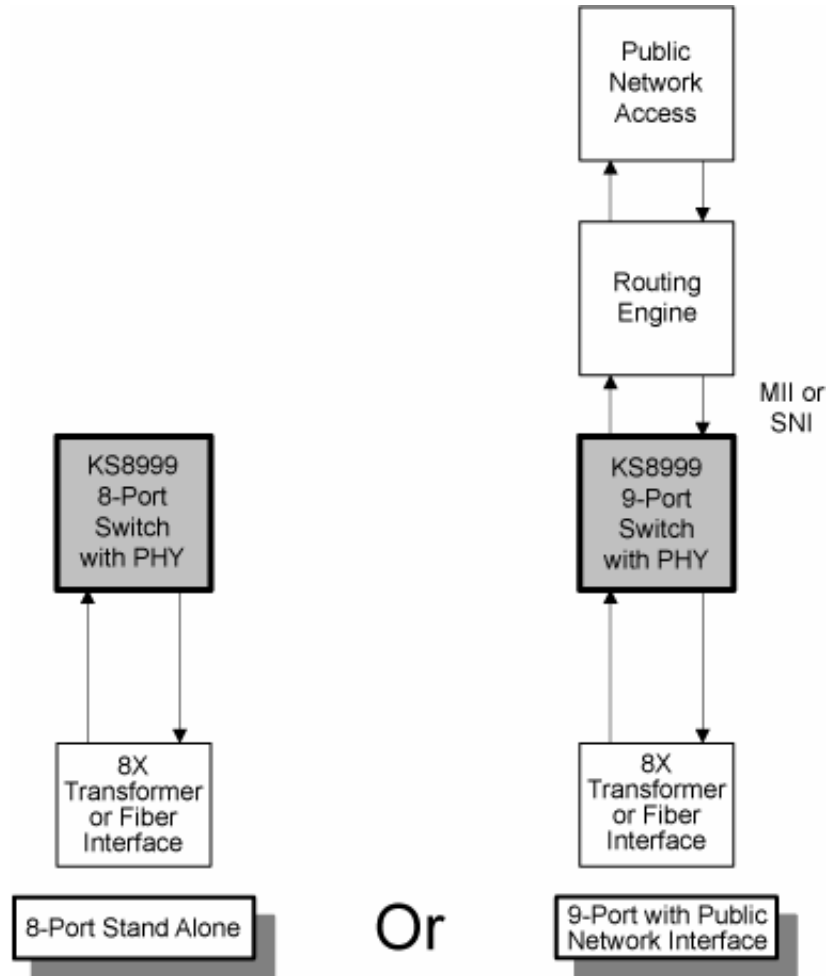 Public
Network
Access
Routing
Engine
MII or
SNI
KS8999
8-Port
Switch
with PHY
KS8999
9-Port
Switch
with PHY
8X
Transformer
or Fiber
Interface
8X
Transformer
or Fiber
Interface
8-Port Stand Alone
Or
9-Port with Public
Network Interface